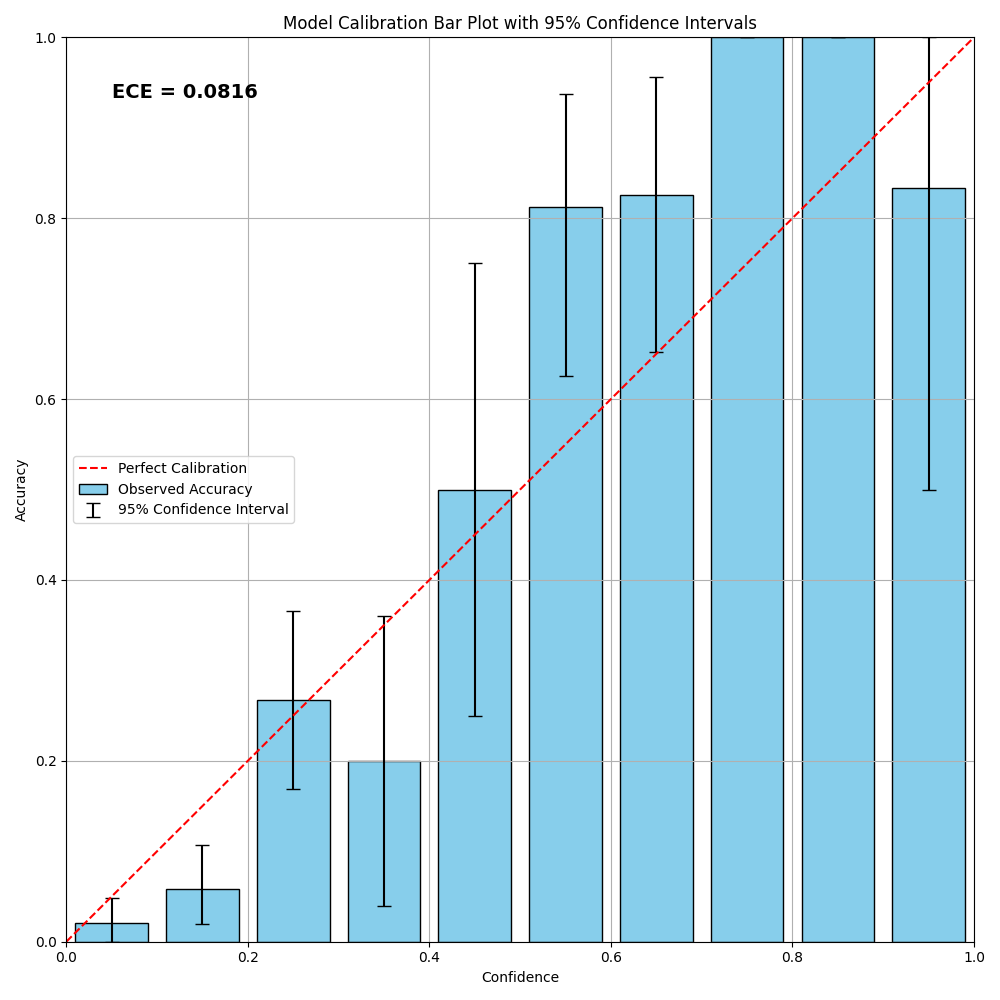 Model Calibration Bar Plot with 95% Confidence Intervals
1.0
ECE = 0.0816
0.8
0.6
Accuracy
Perfect Calibration
Observed Accuracy
95% Confidence Interval
0.4
0.2
0.0
0.0 0.2 0.4 0.6 0.8 1.0
Confidence